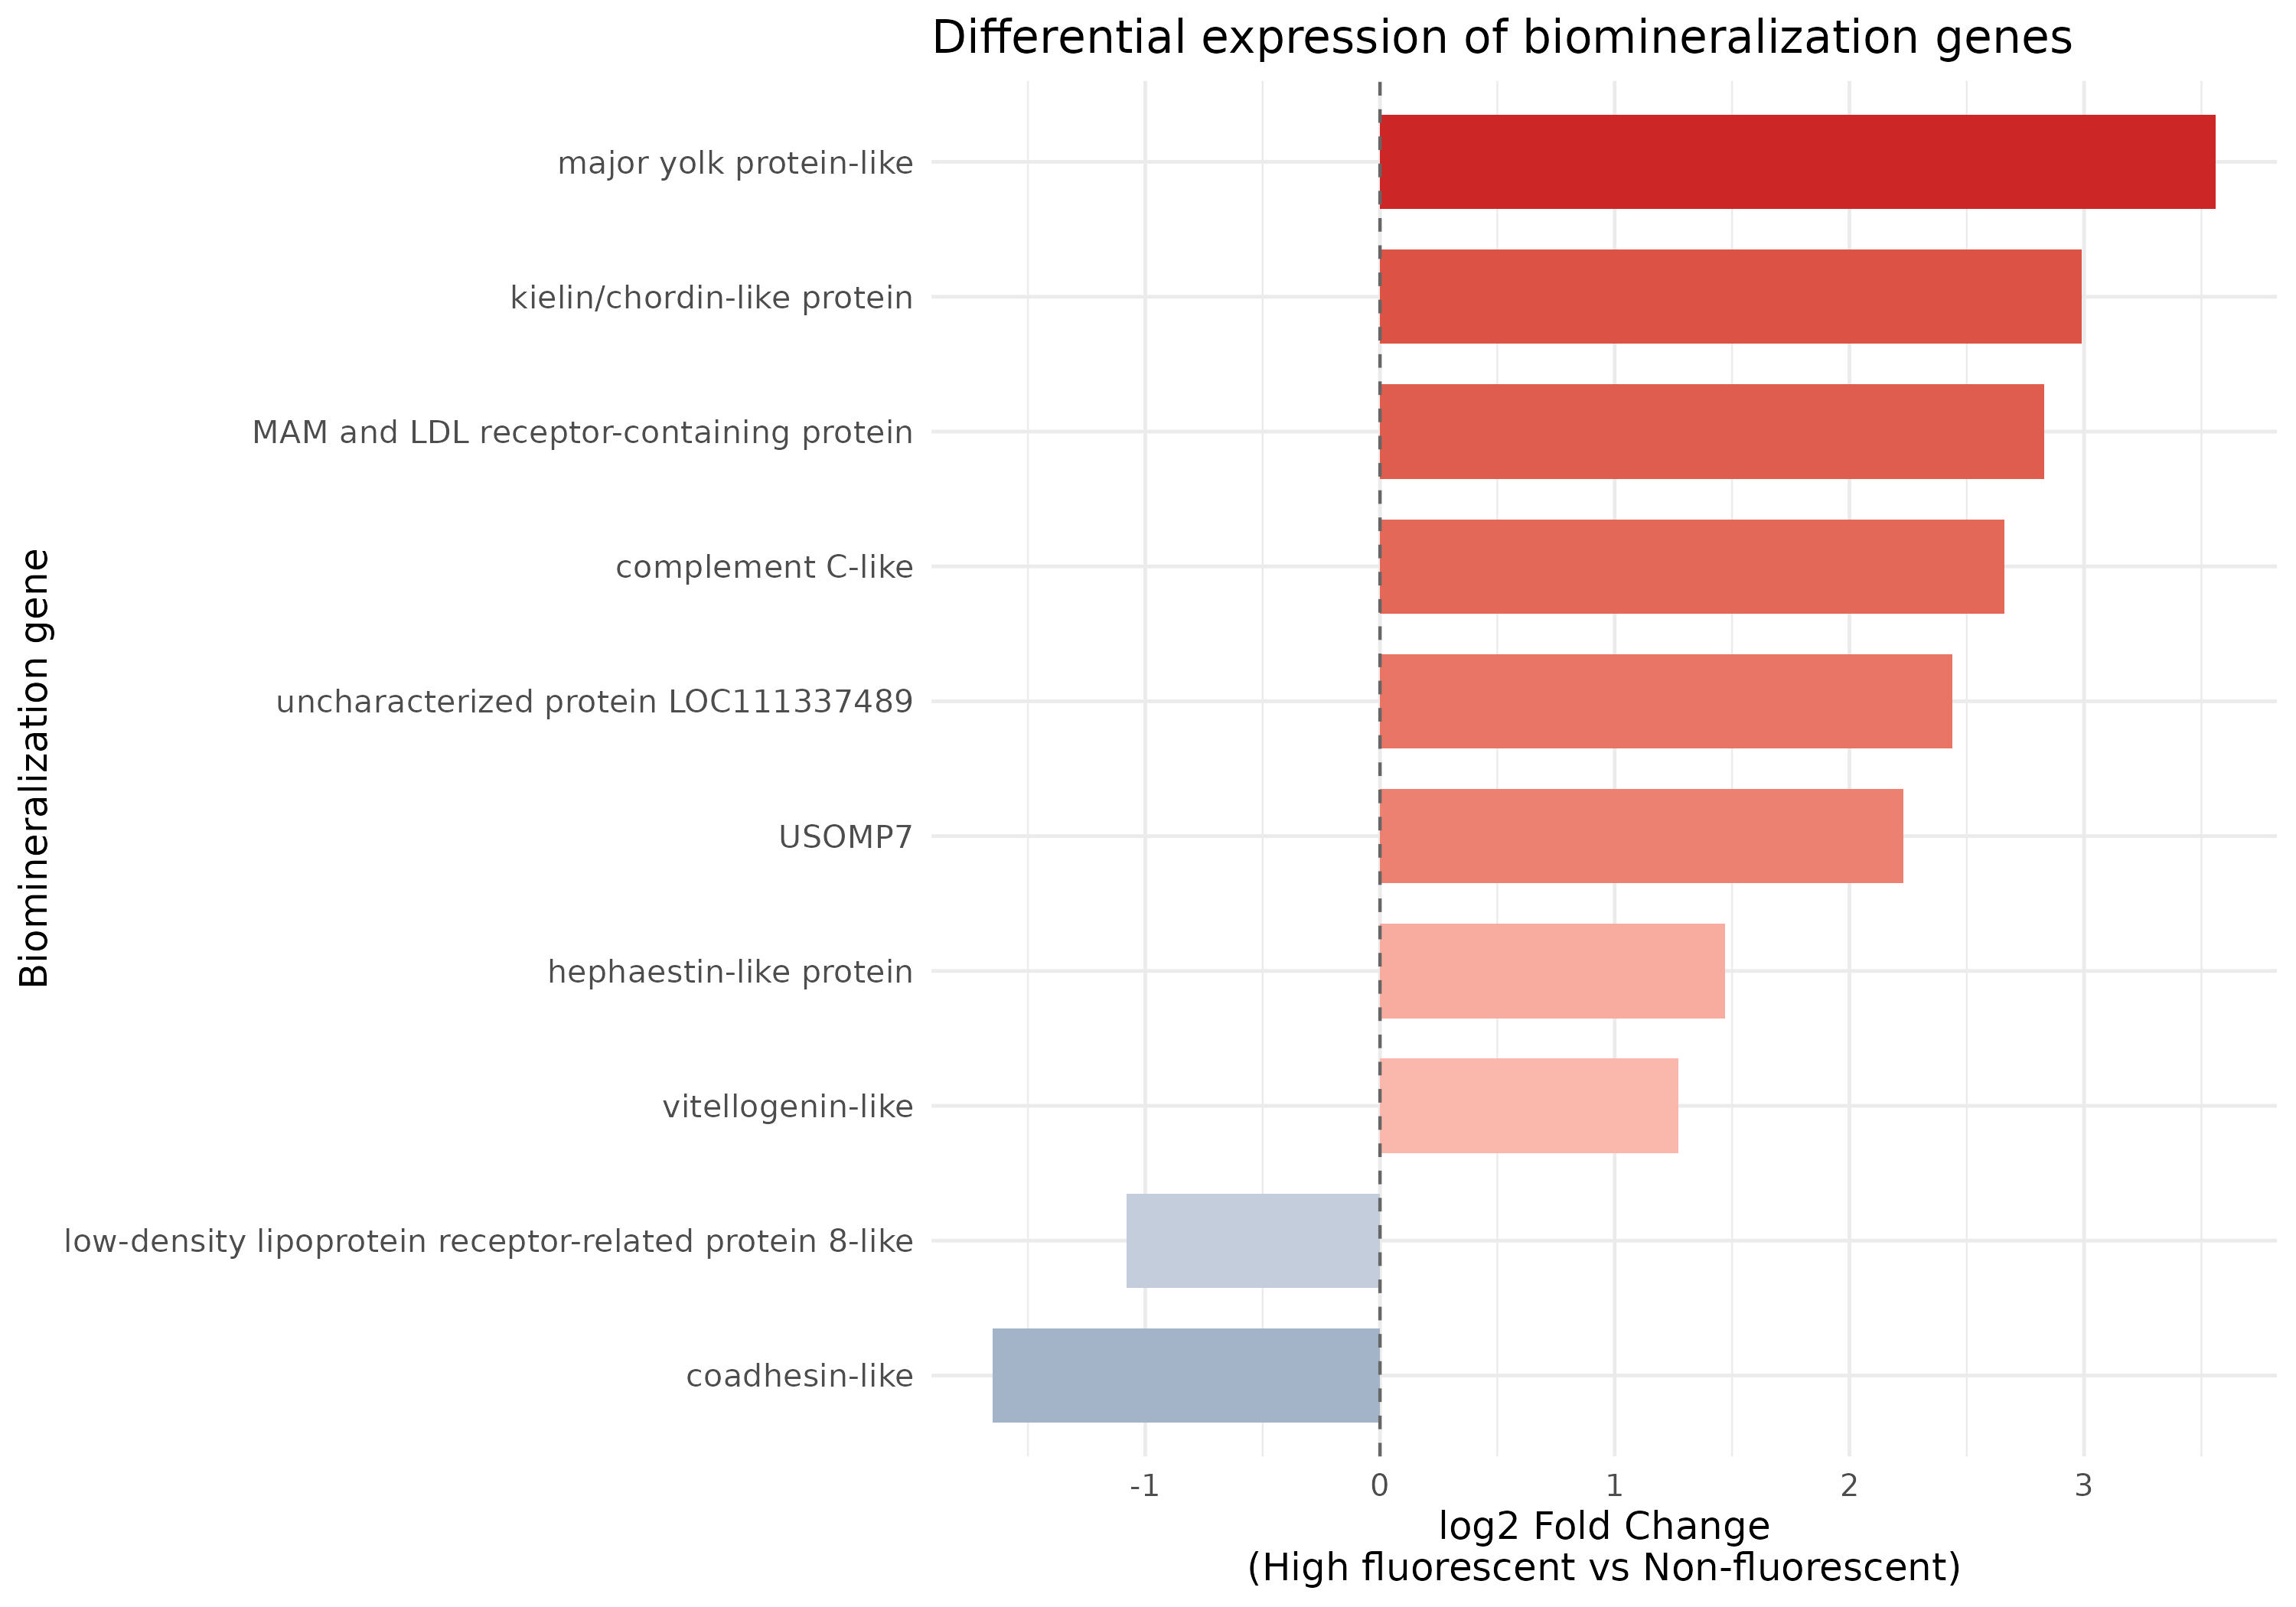 Differential expression of biomineralization genes
Biomineralization gene
major yolk protein-like
kielin/chordin-like protein
MAM and LDL receptor-containing protein
complement C-like
uncharacterized protein LOC111337489
USOMP7
hephaestin-like protein
vitellogenin-like
low-density lipoprotein receptor-related protein 8-like
coadhesin-like
-1 0 1 2 3
log2 Fold Change
(High fluorescent vs Non-fluorescent)